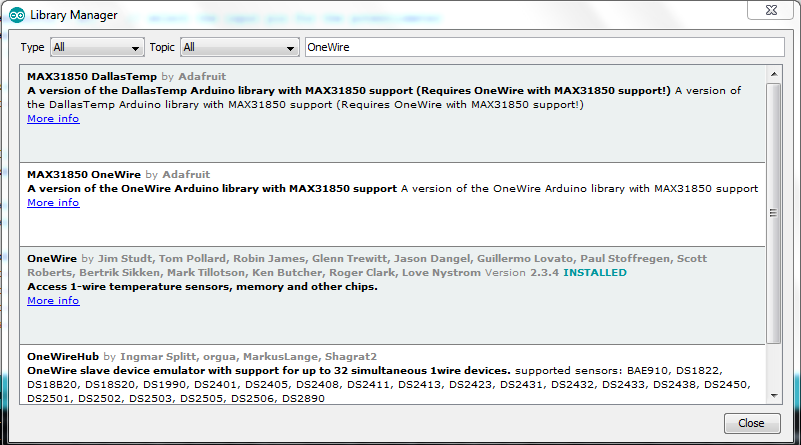 Library Manager
Type All Topic All OneWire
MAX31850 DallasTemp by Adafruit
A version of the DallasTemp Arduino library with MAX31850 support (Requires OneWire with MAX31850 support!) A version of
the DallasTemp Arduino library with MAX31850 support (Requires OneWire with MAX31850 support!)
More info
MAX31850 OneWire by Adafruit
A version of the OneWire Arduino library with MAX31850 support A version of the OneWire Arduino library with MAX31850 support
More info
OneWire by Jim Studt, Tom Pollard, Robin James, Glenn Trewitt, Jason Dangel, Guillermo Lovato, Paul Stoffregen, Scott
Roberts, Bertrik Sikken, Mark Tillotson, Ken Butcher, Roger Clark, Love Nystrom Version 2.3.4 INSTALLED
Access 1-wire temperature sensors, memory and other chips.
More info
OneWireHub by Ingmar Splitt, orgua, MarkusLange, Shagrat2
OneWire slave device emulator with support for up to 32 simultaneous 1wire devices. supported sensors: BAE910, DS1822,
DS18B20, DS18S20, DS1990, DS2401, DS2405, DS2408, DS2411, DS2413, DS2423, DS2431, DS2432, DS2433, DS2438, DS2450,
DS2501, DS2502, DS2503, DS2505, DS2506, DS2890
Close